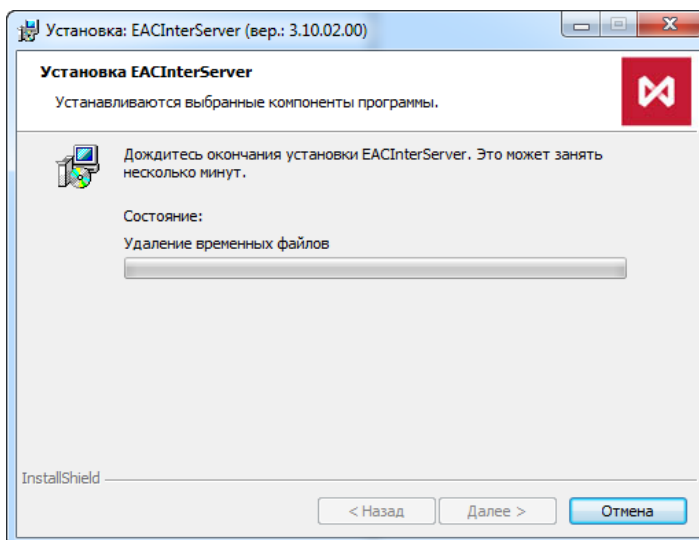 Установка: EACInterServer (вер.: 3.10.02.00)
Установка EACInterServer
Устанавливаются выбранные компоненты программы.
Дождитесь окончания установки EACInterServer. Это может занять
несколько минут.
Состояние:
Удаление временных файлов
InstallShield
< Назад
Далее >
Отмена